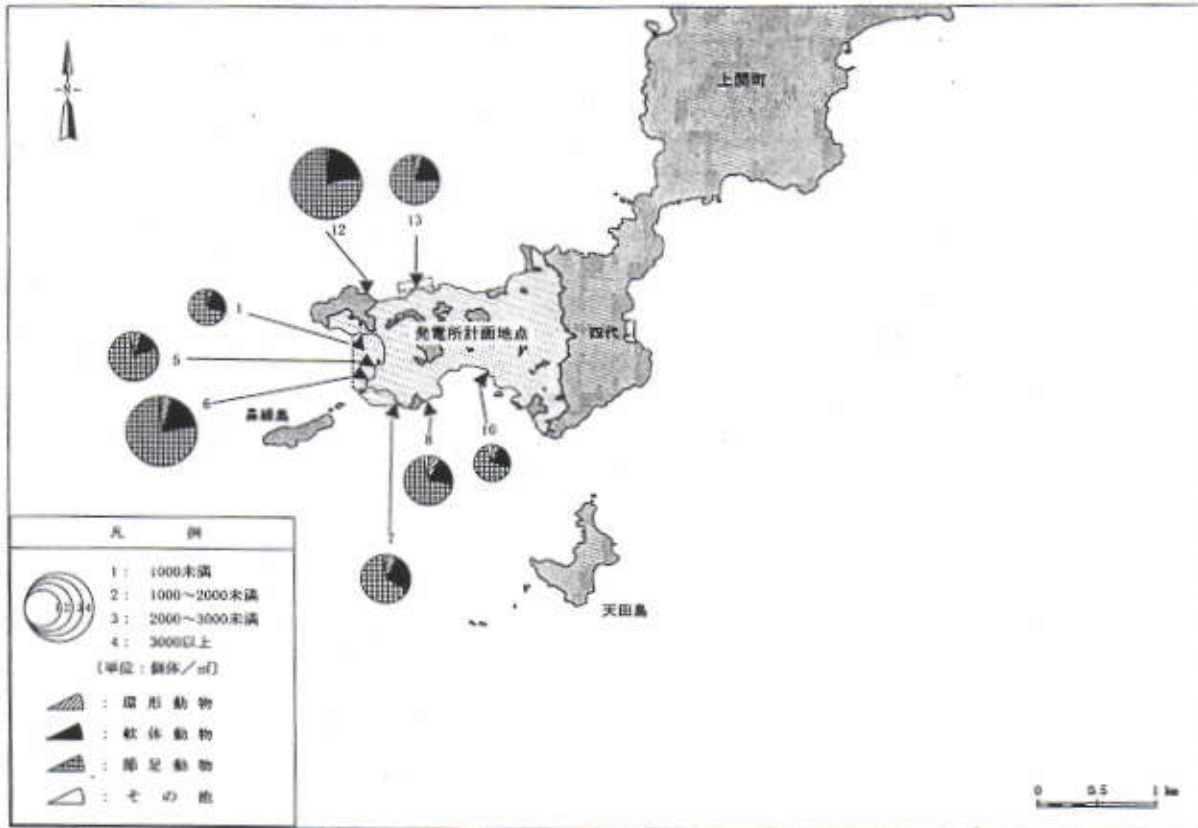 N
上関町
12
13
1
発電所計画地点
四代
5
6
鼻繰島
8
10
7
天田島
凡 例
1 2 3 4
1: 1000未満
2: 1000～2000未満
3: 2000～3000未満
4: 3000以上
(単位:個体/㎡)
: 環形動物
: 軟体動物
: 節足動物
: その他
0 0.5 1 km